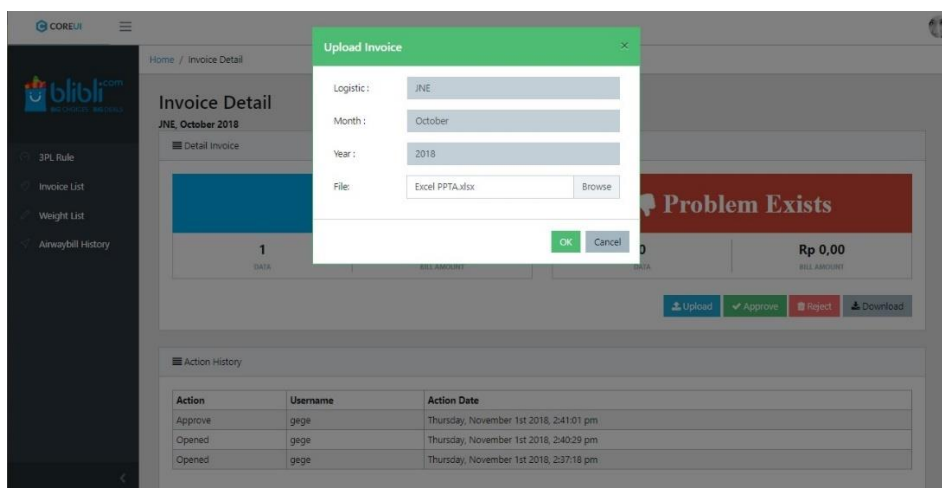 COREUI
Home / Invoice Detail
blibli.com
BIG CHOICES BIG DEALS
3PL Rule
Invoice List
Weight List
Airwaybill History
Invoice Detail
JNE, October 2018
Detail Invoice
Upload Invoice ×
Logistic : JNE
Month : October
Year : 2018
File: Excel PPTA.xlsx Browse
OK Cancel
Problem Exists
1
DATA
BILL AMOUNT
DATA
Rp 0,00
BILL AMOUNT
Upload Approve Reject Download
Action History
Action Username Action Date
Approve gege Thursday, November 1st 2018, 2:41:01 pm
Opened gege Thursday, November 1st 2018, 2:40:29 pm
Opened gege Thursday, November 1st 2018, 2:37:18 pm